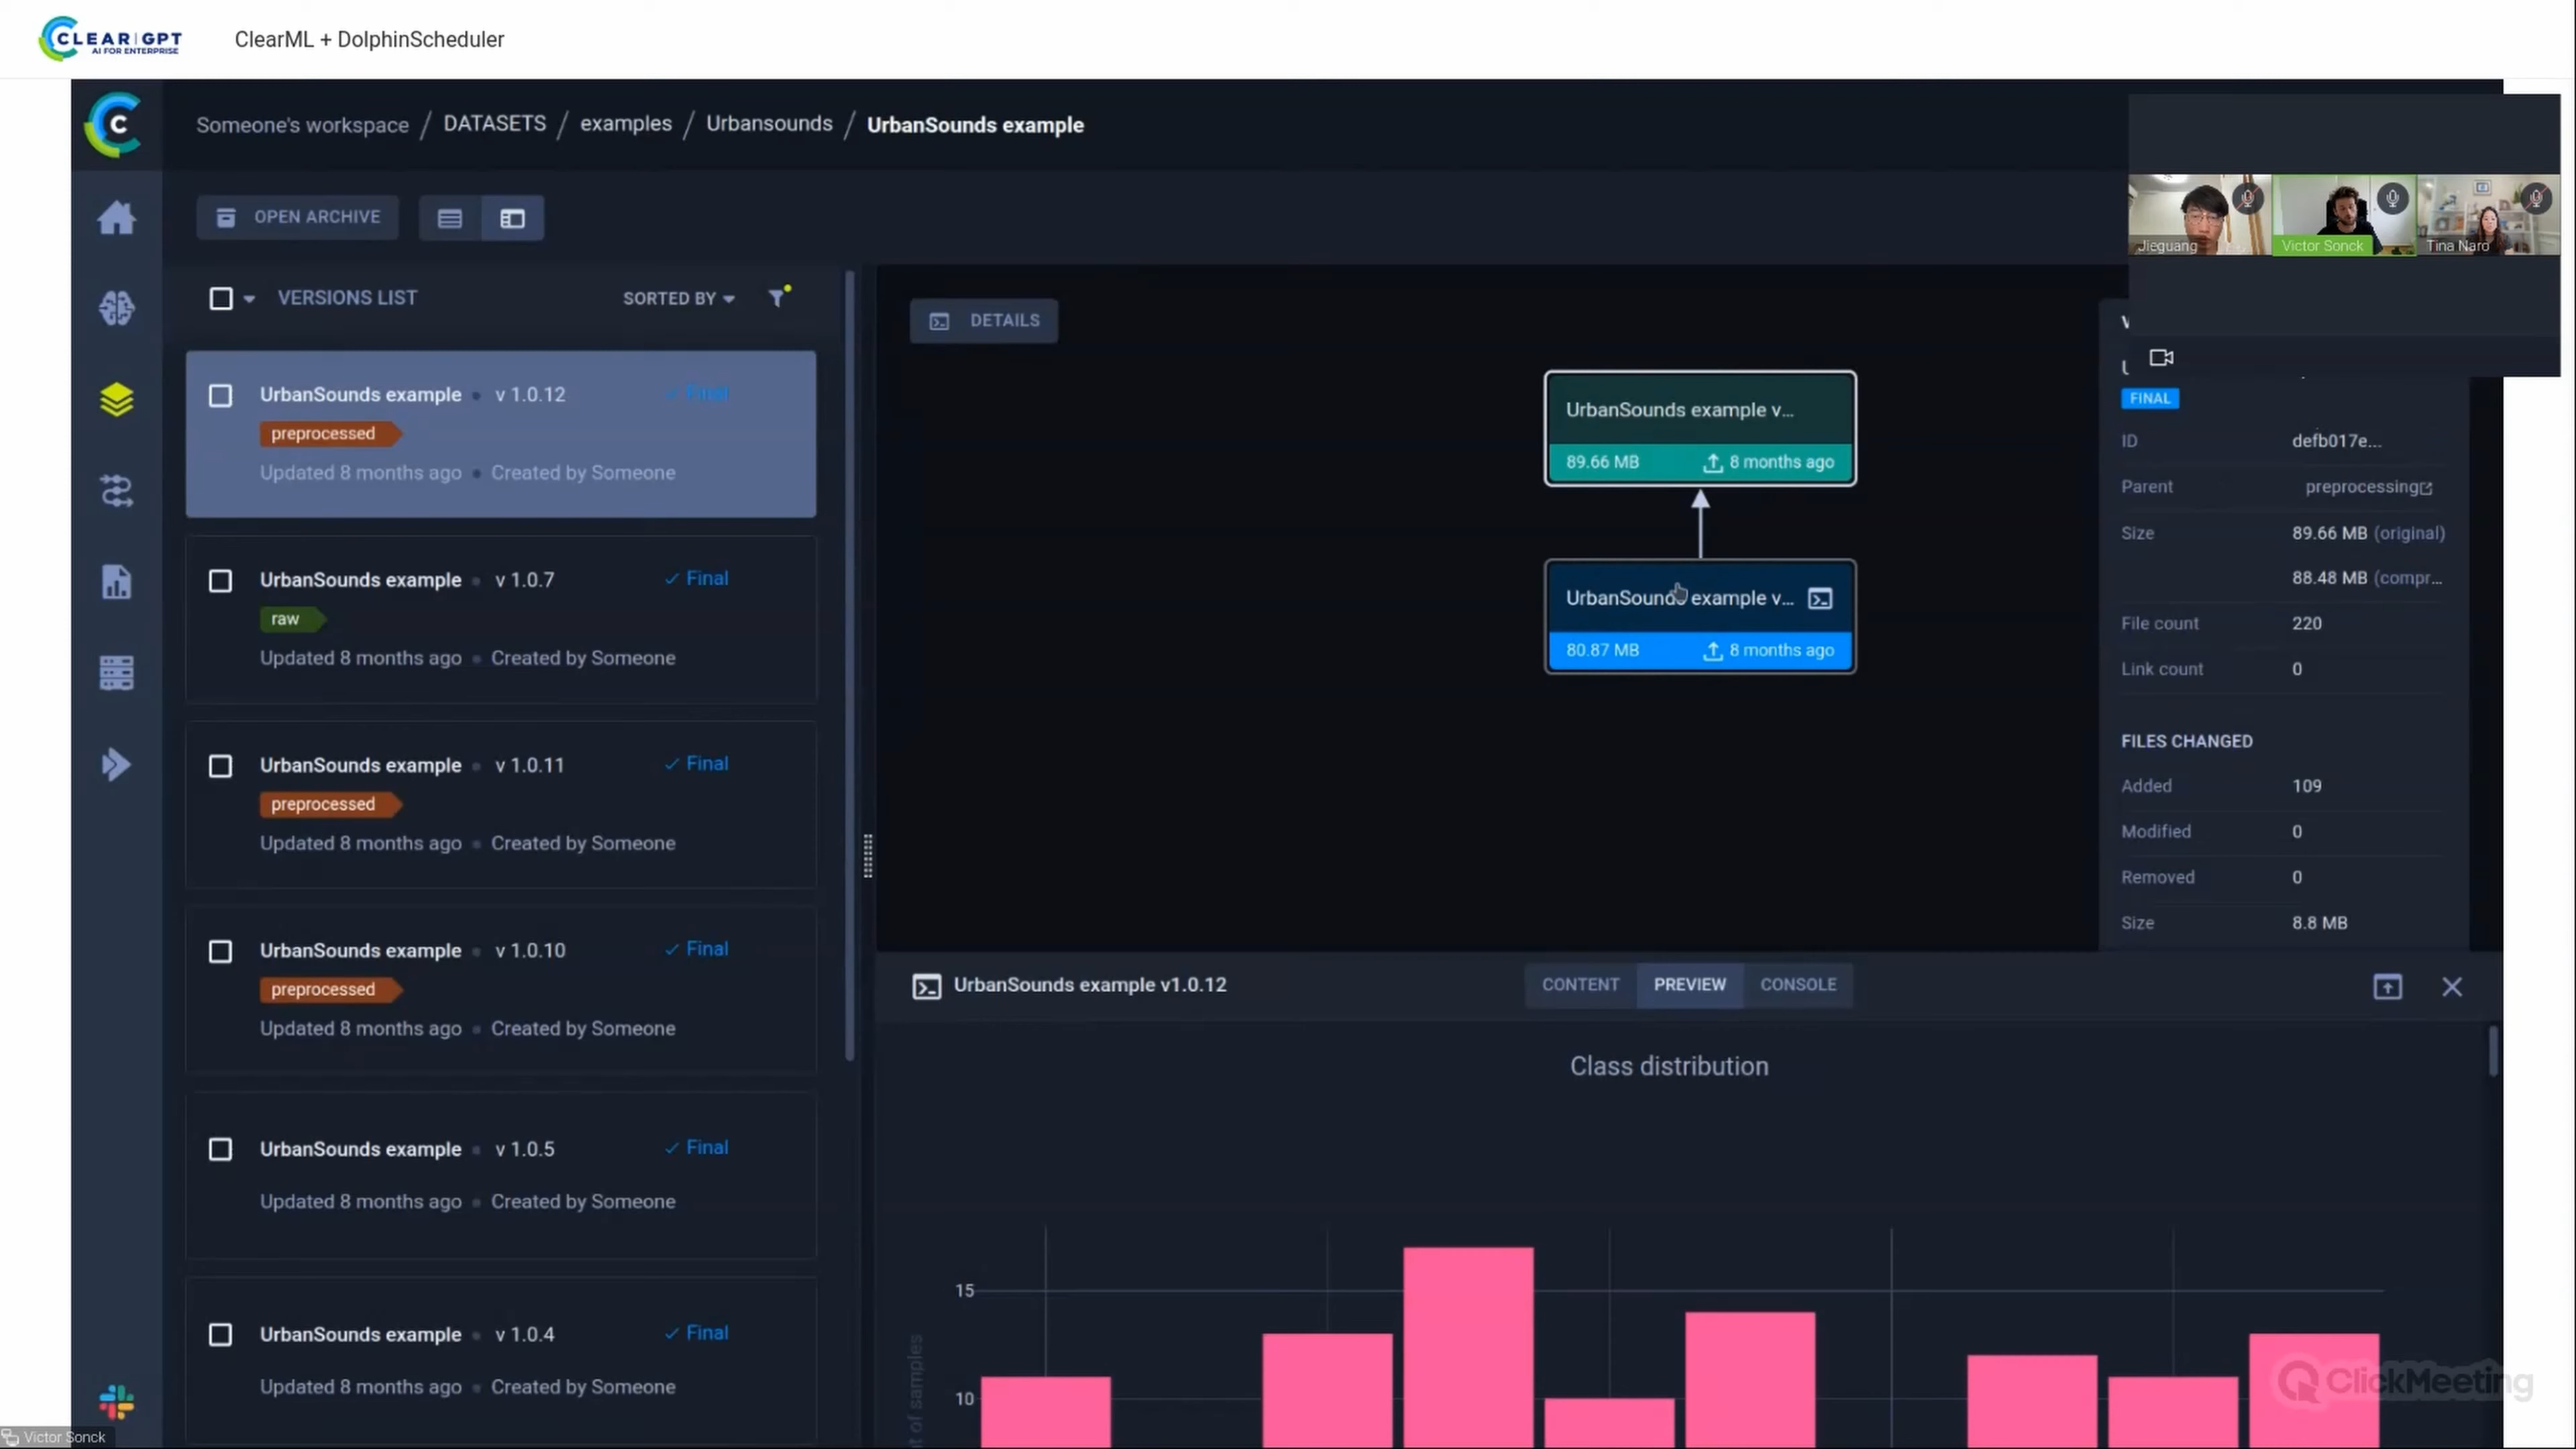 CLEAR|GPT
AI FOR ENTERPRISE
ClearML + DolphinScheduler
Someone's workspace / DATASETS / examples / Urbansounds / UrbanSounds example
OPEN ARCHIVE
Jieguang
Victor Sonck
Tina Naro
VERSIONS LIST
SORTED BY
UrbanSounds example v 1.0.12 Final
preprocessed
Updated 8 months ago Created by Someone
UrbanSounds example v 1.0.7 Final
raw
Updated 8 months ago Created by Someone
UrbanSounds example v 1.0.11 Final
preprocessed
Updated 8 months ago Created by Someone
UrbanSounds example v 1.0.10 Final
preprocessed
Updated 8 months ago Created by Someone
UrbanSounds example v 1.0.5 Final
Updated 8 months ago Created by Someone
UrbanSounds example v 1.0.4 Final
Updated 8 months ago Created by Someone
DETAILS
UrbanSounds example v...
89.66 MB 8 months ago
UrbanSounds example v...
80.87 MB 8 months ago
FINAL
ID defb017e...
Parent preprocessing
Size 89.66 MB (original)
88.48 MB (compr...
File count 220
Link count 0
FILES CHANGED
Added 109
Modified 0
Removed 0
Size 8.8 MB
UrbanSounds example v1.0.12
CONTENT PREVIEW CONSOLE
Class distribution
15
10
of samples
ClickMeeting
Victor Sonck